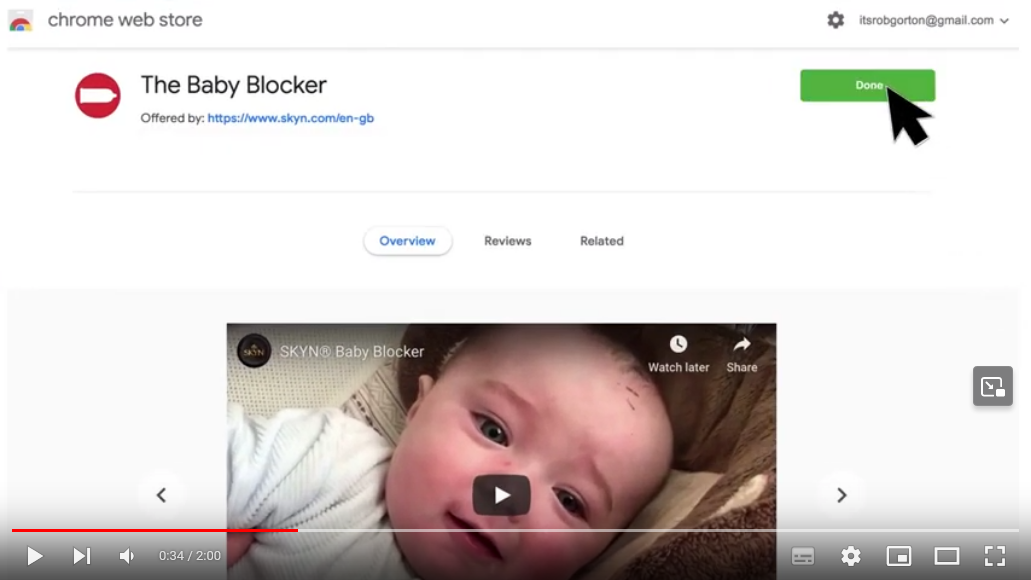 chrome web store
itsrobgorton@gmail.com
The Baby Blocker
Done
Offered by: https://www.skyn.com/en-gb
Overview
Reviews
Related
SKYN
SKYN® Baby Blocker
Watch later
Share
0:34 / 2:00